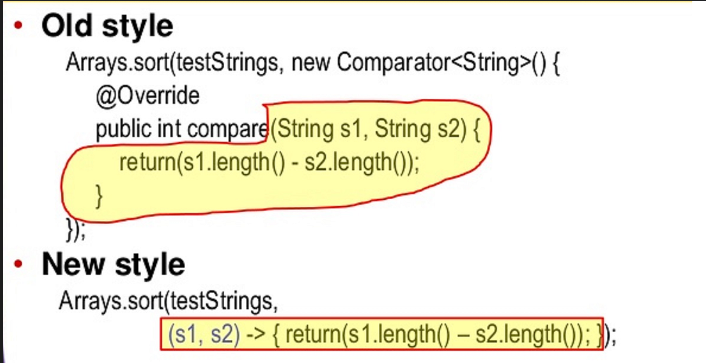 • Old style
Arrays.sort(testStrings, new Comparator<String>() {
@Override
public int compare(String s1, String s2) {
return(s1.length() - s2.length());
}
});
• New style
Arrays.sort(testStrings,
(s1, s2) -> { return(s1.length() – s2.length()); });